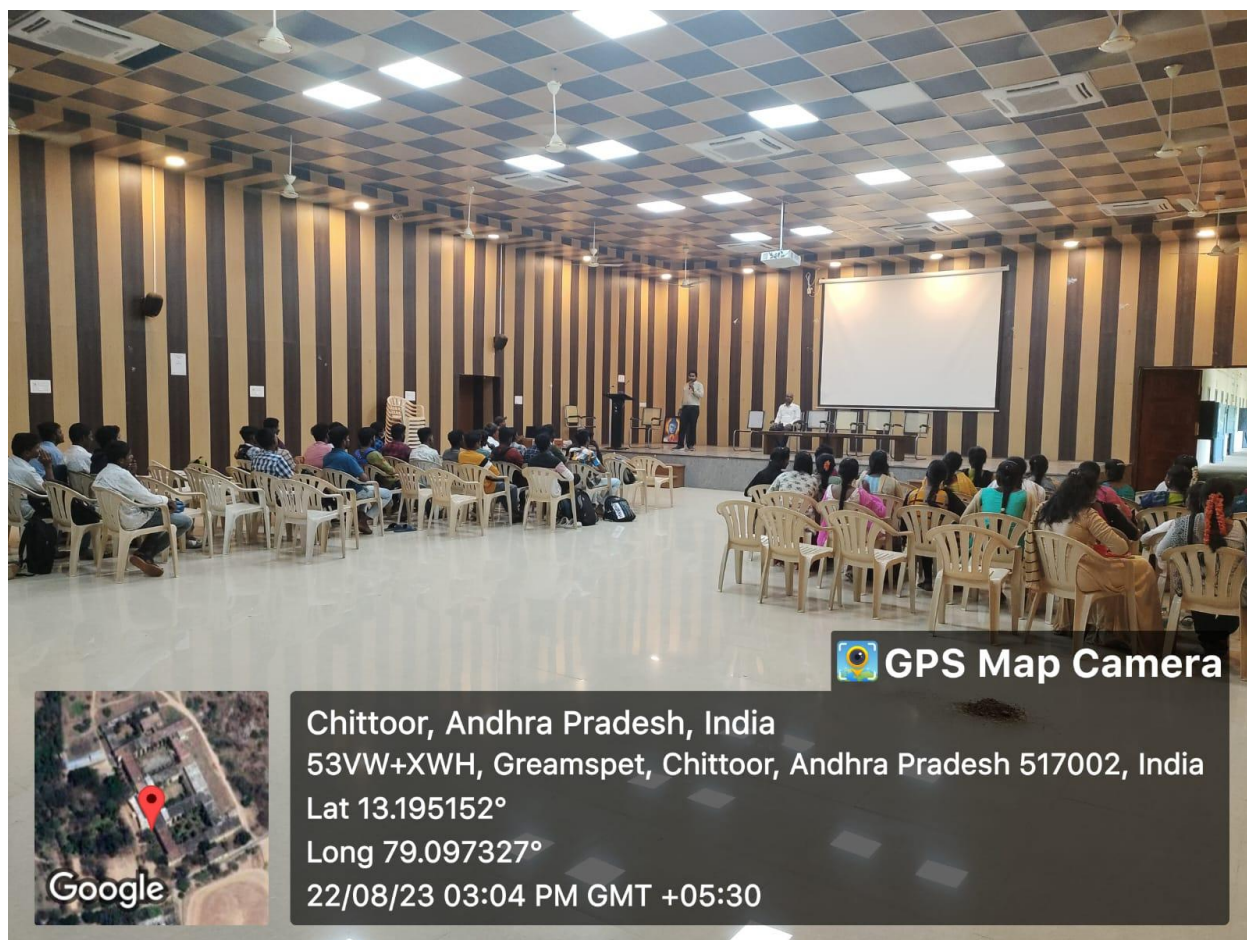 GPS Map Camera
Chittoor, Andhra Pradesh, India
53VW+XWH, Greamspet, Chittoor, Andhra Pradesh 517002, India
Lat 13.195152°
Long 79.097327°
22/08/23 03:04 PM GMT +05:30
Google